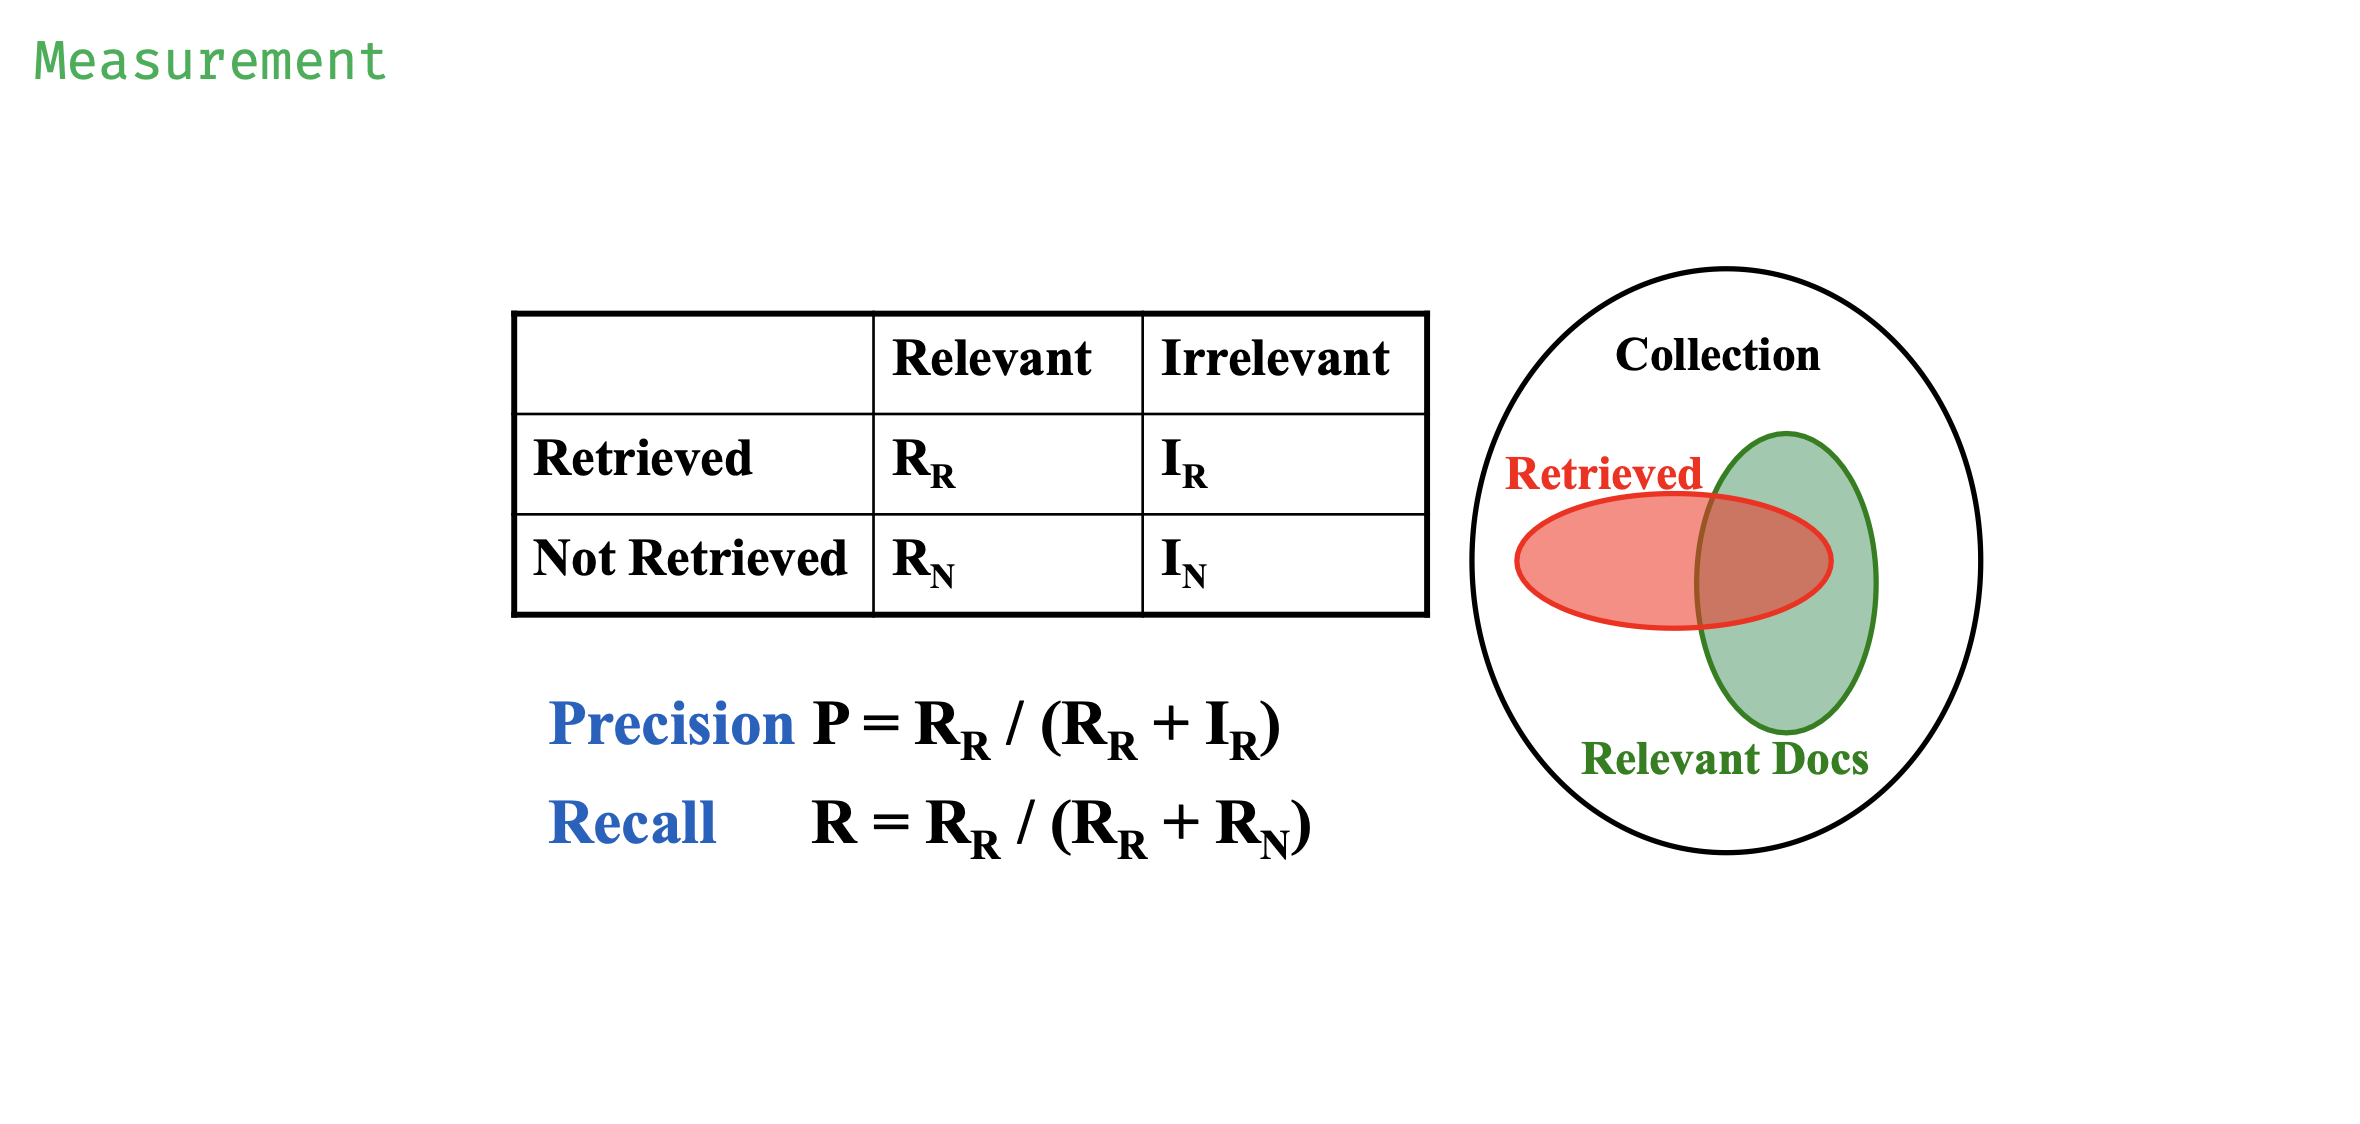 Measurement
Relevant Irrelevant
Retrieved R_R I_R
Not Retrieved R_N I_N
Precision P = R_R / (R_R + I_R)
Recall R = R_R / (R_R + R_N)
Collection
Retrieved
Relevant Docs